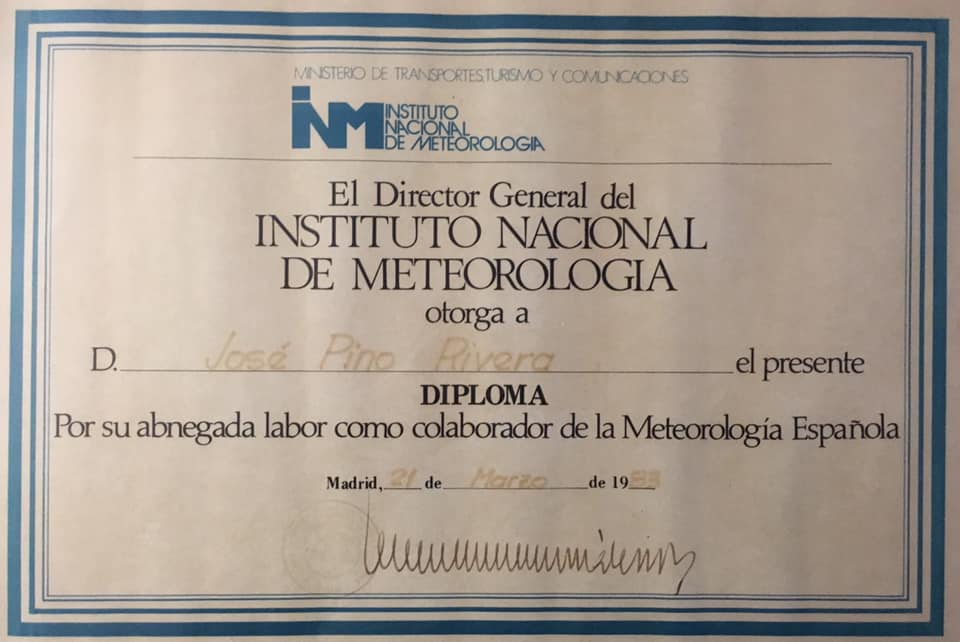 MINISTERIO DE TRANSPORTES, TURISMO Y COMUNICACIONES
INM INSTITUTO
NACIONAL
DE METEOROLOGIA
El Director General del
INSTITUTO NACIONAL
DE METEOROLOGIA
otorga a
D. José Pino Rivera el presente
DIPLOMA
Por su abnegada labor como colaborador de la Meteorología Española
Madrid, 21 de Marzo de 1983